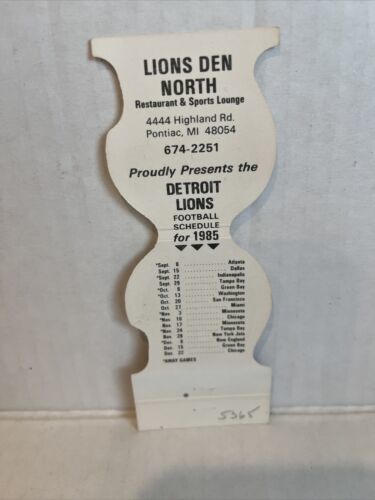 LIONS DEN
NORTH
Restaurant & Sports Lounge
4444 Highland Rd.
Pontiac, MI 48054
674-2251
Proudly Presents the
DETROIT
LIONS
FOOTBALL
SCHEDULE
for 1985
*Sept. 8 .......... Atlanta
Sept. 15 .......... Dallas
*Sept. 22 .......... Indianapolis
Sept. 29 .......... Tampa Bay
*Oct. 6 .......... Green Bay
*Oct. 13 .......... Washington
Oct. 20 .......... San Francisco
Oct. 27 .......... Miami
*Nov. 3 .......... Minnesota
*Nov. 10 .......... Chicago
Nov. 17 .......... Minnesota
*Nov. 24 .......... Tampa Bay
Nov. 28 .......... New York Jets
*Dec. 8 .......... New England
Dec. 15 .......... Green Bay
Dec. 22 .......... Chicago
*AWAY GAMES
5365